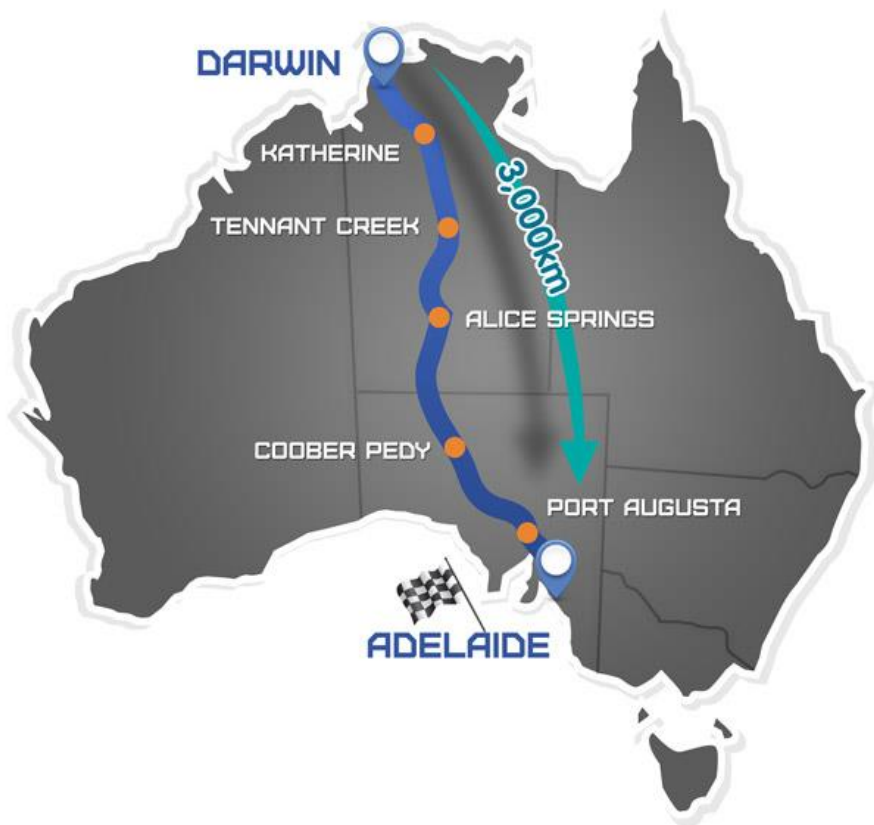 DARWIN
KATHERINE
3,000km
TENNANT CREEK
ALICE SPRINGS
COOBER PEDY
PORT AUGUSTA
ADELAIDE